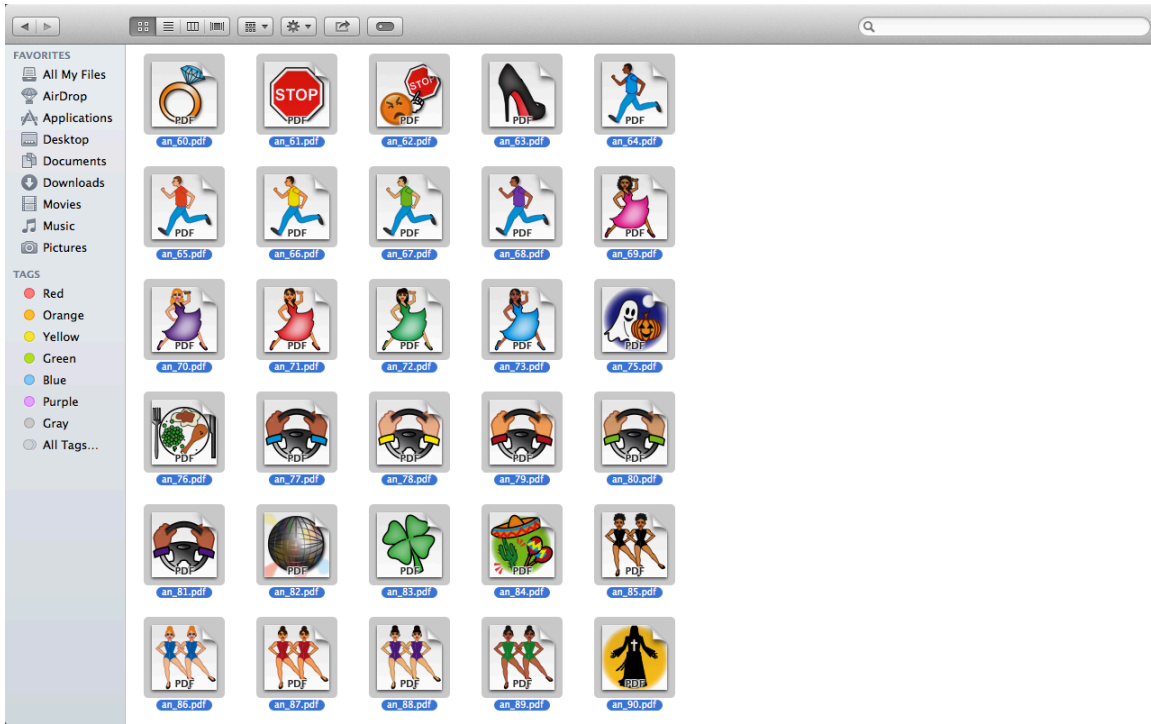 FAVORITES
All My Files
AirDrop
Applications
Desktop
Documents
Downloads
Movies
Music
Pictures
TAGS
Red
Orange
Yellow
Green
Blue
Purple
Gray
All Tags...
STOP
STOP
PDF PDF PDF PDF PDF
an_60.pdf an_61.pdf an_62.pdf an_63.pdf an_64.pdf
PDF PDF PDF PDF PDF
an_65.pdf an_66.pdf an_67.pdf an_68.pdf an_69.pdf
PDF PDF PDF PDF PDF
an_70.pdf an_71.pdf an_72.pdf an_73.pdf an_75.pdf
PDF PDF PDF PDF PDF
an_76.pdf an_77.pdf an_78.pdf an_79.pdf an_80.pdf
PDF PDF PDF PDF PDF
an_81.pdf an_82.pdf an_83.pdf an_84.pdf an_85.pdf
PDF PDF PDF PDF PDF
an_86.pdf an_87.pdf an_88.pdf an_89.pdf an_90.pdf